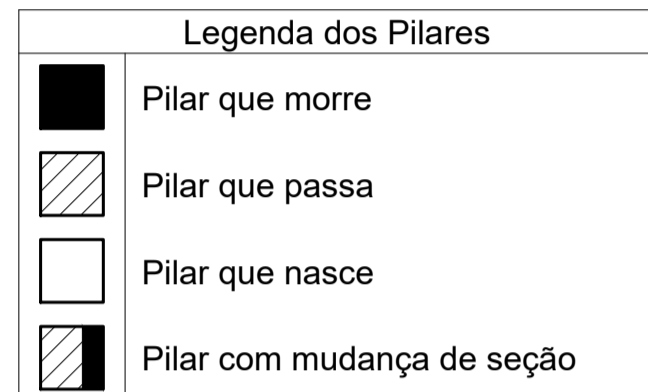 Legenda dos Pilares
Pilar que morre
Pilar que passa
Pilar que nasce
Pilar com mudança de seção